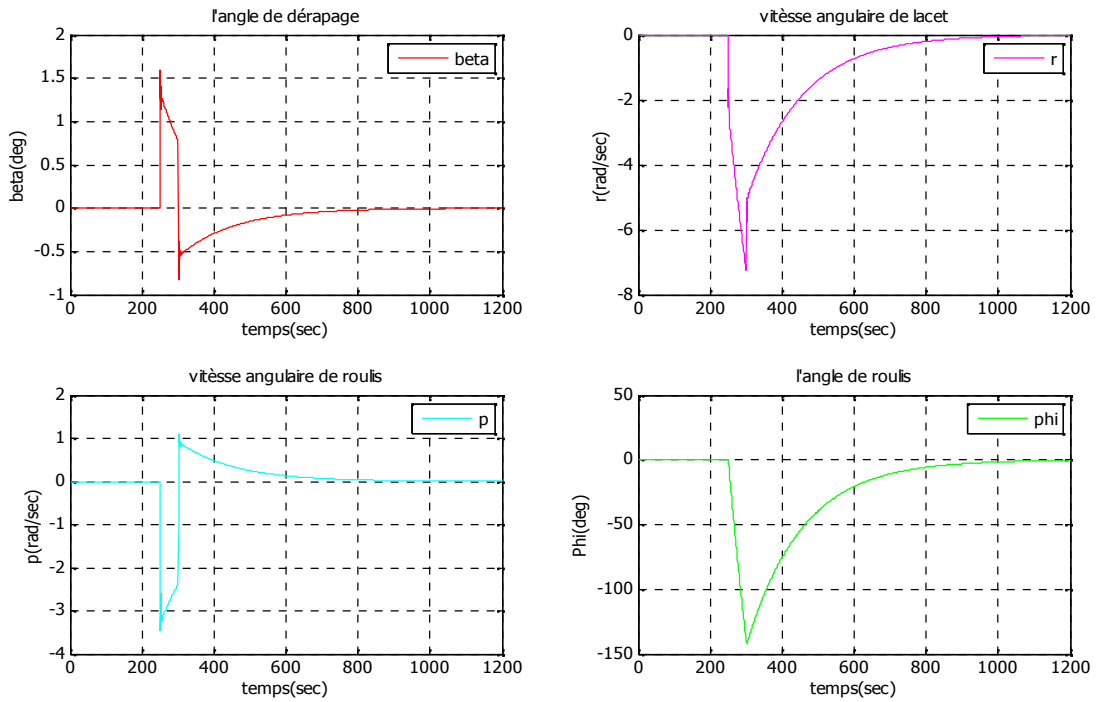 l'angle de dérapage
2
1.5
1
0.5
0
-0.5
-1
beta(deg)
beta
0 200 400 600 800 1000 1200
temps(sec)
vitèsse angulaire de lacet
0
-2
-4
-6
-8
r(rad/sec)
r
0 200 400 600 800 1000 1200
temps(sec)
vitèsse angulaire de roulis
2
1
0
-1
-2
-3
-4
p(rad/sec)
p
0 200 400 600 800 1000 1200
temps(sec)
l'angle de roulis
50
0
-50
-100
-150
Phi(deg)
phi
0 200 400 600 800 1000 1200
temps(sec)